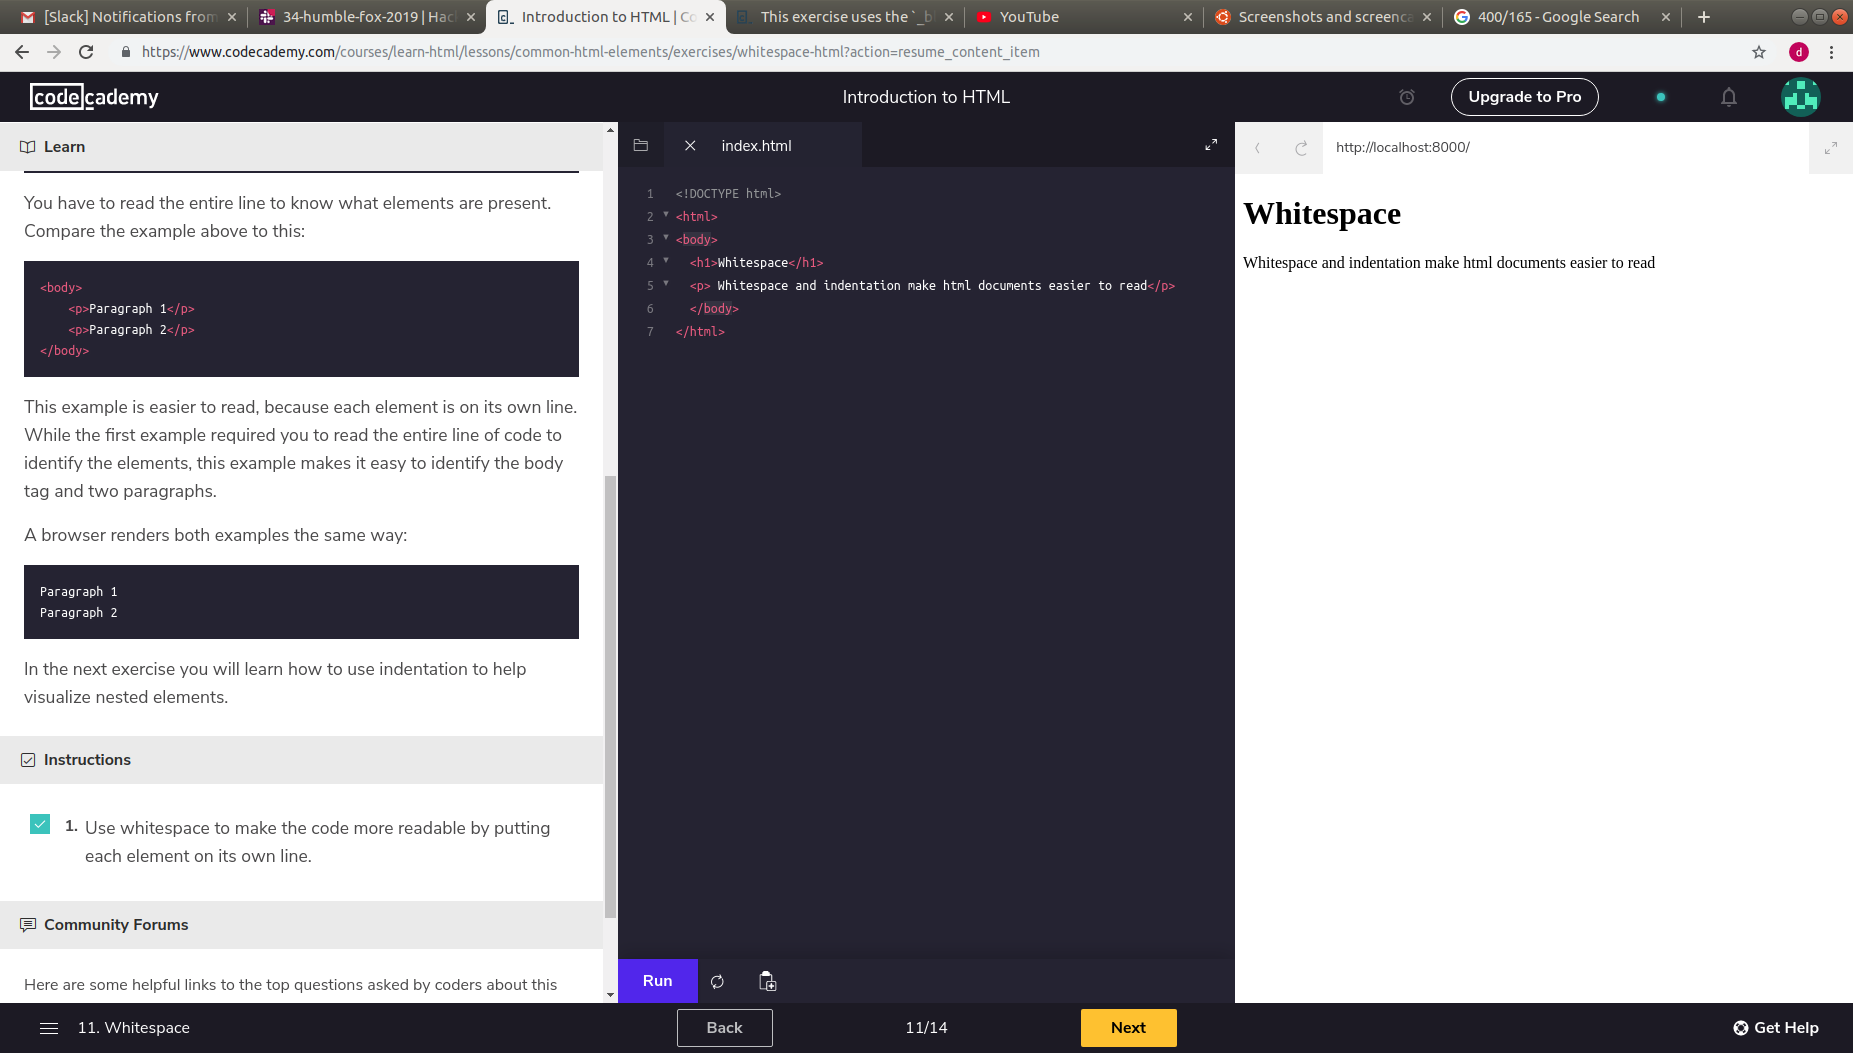 [Slack] Notifications from
34-humble-fox-2019 | Hac
Introduction to HTML | Co
This exercise uses the `_b
YouTube
Screenshots and screenca
400/165 - Google Search
https://www.codecademy.com/courses/learn-html/lessons/common-html-elements/exercises/whitespace-html?action=resume_content_item
d
codecademy
Introduction to HTML
Upgrade to Pro
Learn
You have to read the entire line to know what elements are present.
Compare the example above to this:
<body>
<p>Paragraph 1</p>
<p>Paragraph 2</p>
</body>
This example is easier to read, because each element is on its own line.
While the first example required you to read the entire line of code to
identify the elements, this example makes it easy to identify the body
tag and two paragraphs.
A browser renders both examples the same way:
Paragraph 1
Paragraph 2
In the next exercise you will learn how to use indentation to help
visualize nested elements.
Instructions
1. Use whitespace to make the code more readable by putting
each element on its own line.
Community Forums
Here are some helpful links to the top questions asked by coders about this
index.html
1 <!DOCTYPE html>
2 <html>
3 <body>
4 <h1>Whitespace</h1>
5 <p> Whitespace and indentation make html documents easier to read</p>
6 </body>
7 </html>
Run
http://localhost:8000/
Whitespace
Whitespace and indentation make html documents easier to read
11. Whitespace
Back
11/14
Next
Get Help